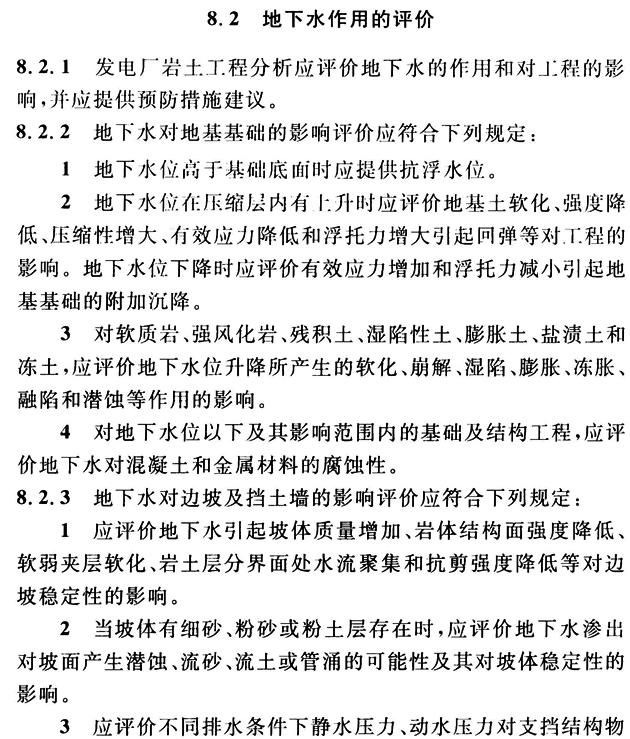 8.2 地下水作用的评价
8.2.1 发电厂岩土工程分析应评价地下水的作用和对工程的影
响，并应提供预防措施建议。
8.2.2 地下水对地基基础的影响评价应符合下列规定：
1 地下水位高于基础底面时应提供抗浮水位。
2 地下水位在压缩层内有上升时应评价地基土软化、强度降
低、压缩性增大、有效应力降低和浮托力增大引起回弹等对工程的
影响。地下水位下降时应评价有效应力增加和浮托力减小引起地
基基础的附加沉降。
3 对软质岩、强风化岩、残积土、湿陷性土、膨胀土、盐渍土和
冻土，应评价地下水位升降所产生的软化、崩解、湿陷、膨胀、冻胀、
融陷和潜蚀等作用的影响。
4 对地下水位以下及其影响范围内的基础及结构工程，应评
价地下水对混凝土和金属材料的腐蚀性。
8.2.3 地下水对边坡及挡土墙的影响评价应符合下列规定：
1 应评价地下水引起坡体质量增加、岩体结构面强度降低、
软弱夹层软化、岩土层分界面处水流聚集和抗剪强度降低等对边
坡稳定性的影响。
2 当坡体有细砂、粉砂或粉土层存在时，应评价地下水渗出
对坡面产生潜蚀、流砂、流土或管涌的可能性及其对坡体稳定性的
影响。
3 应评价不同排水条件下静水压力、动水压力对支挡结构物